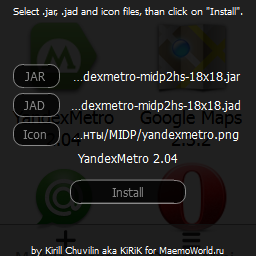 Select .jar, .jad and icon files, than click on "Install".
JAR ...dexmetro-midp2hs-18x18.jar
JAD ...dexmetro-midp2hs-18x18.jad
Icon ...нты/MIDP/yandexmetro.png
YandexMetro 2.04
Install
by Kirill Chuvilin aka KiRiK for MaemoWorld.ru